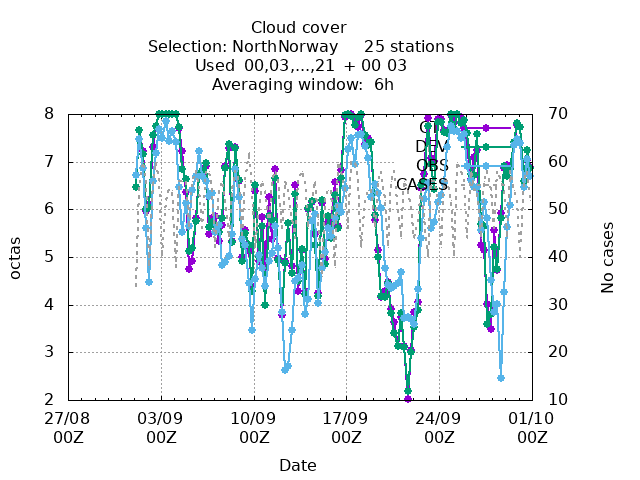 Cloud cover
Selection: NorthNorway 25 stations
Used 00,03,...,21 + 00 03
Averaging window: 6h
8 70
7 60
6 50
5 40
4 30
3 20
2 10
octas
No cases
DEV
OBS
CASES
27/08 03/09 10/09 17/09 24/09 01/10
00Z 00Z 00Z 00Z 00Z 00Z
Date